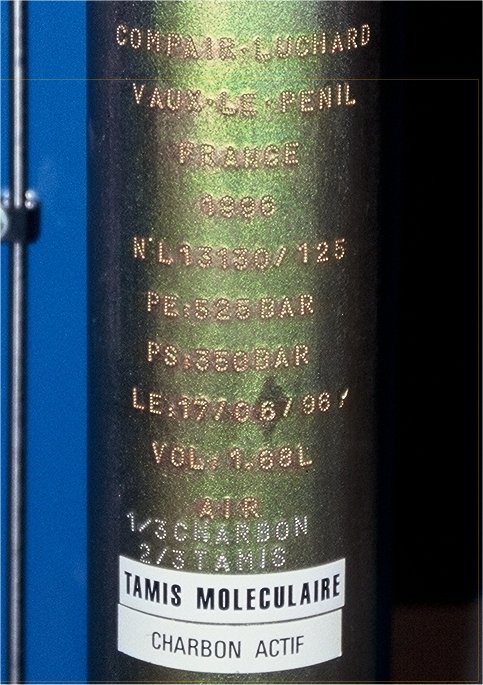 COMPAIR-LUCHARD
VAUX-LE-PENIL
FRANCE
0996
N°L13130/125
PE:525BAR
PS:350BAR
LE:17/06/96
VOL:1.68L
AIR
1/3CHARBON
2/3TAMIS
TAMIS MOLECULAIRE
CHARBON ACTIF